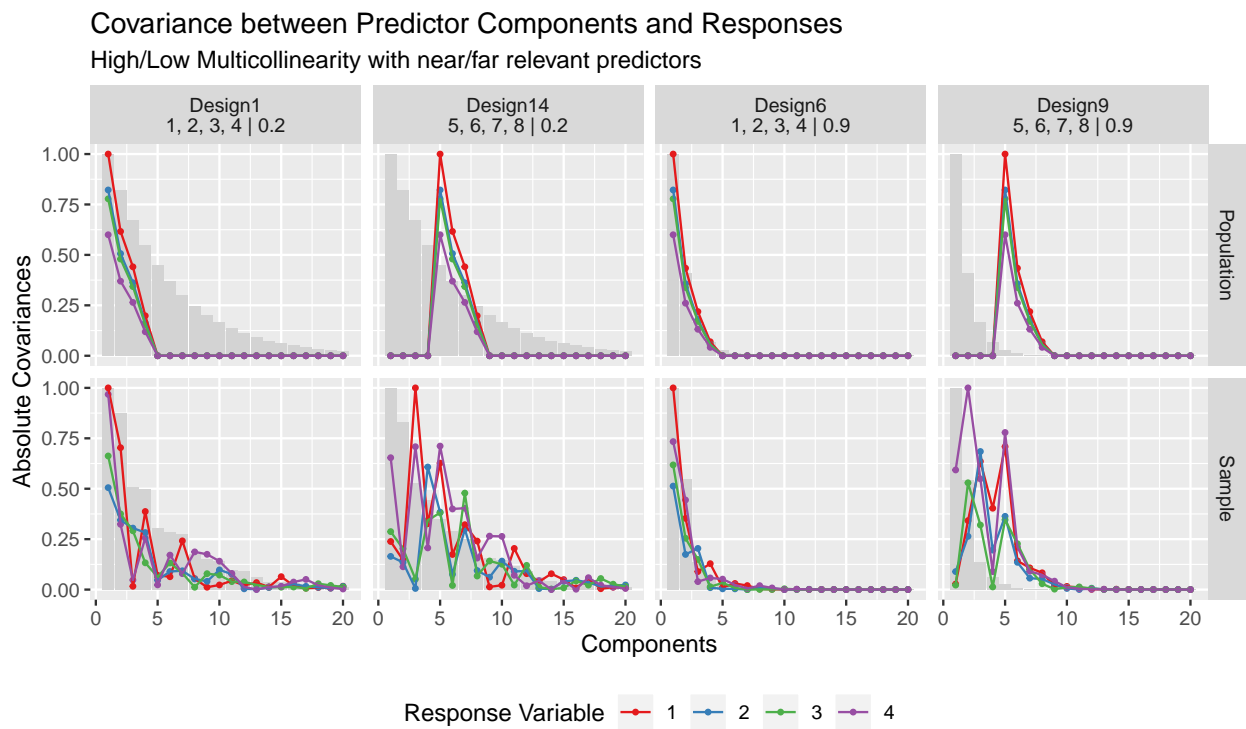 Covariance between Predictor Components and Responses
High/Low Multicollinearity with near/far relevant predictors
Design1
1, 2, 3, 4 | 0.2
Design14
5, 6, 7, 8 | 0.2
Design6
1, 2, 3, 4 | 0.9
Design9
5, 6, 7, 8 | 0.9
Absolute Covariances
1.00
0.75
0.50
0.25
0.00
Population
1.00
0.75
0.50
0.25
0.00
Sample
0 5 10 15 20 0 5 10 15 20 0 5 10 15 20 0 5 10 15 20
Components
Response Variable 1 2 3 4